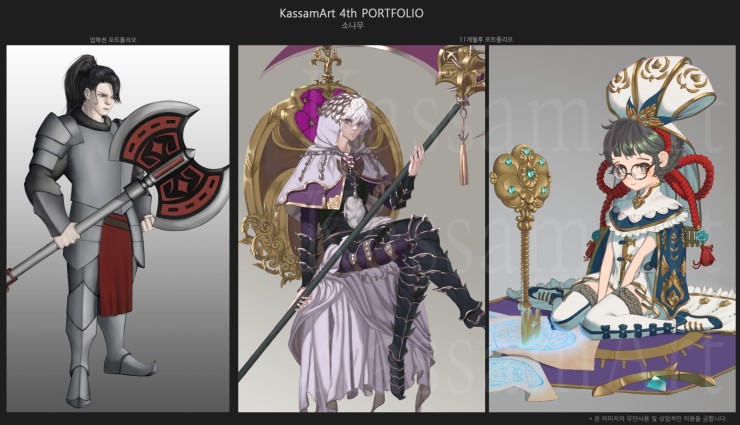 KassamArt 4th PORTFOLIO
소나무
입학전 포트폴리오
11개월후 포트폴리오
Kassam Art
Kassam Art
Kassam Art
* 본 이미지의 무단사용 및 상업적인 이용을 금합니다.